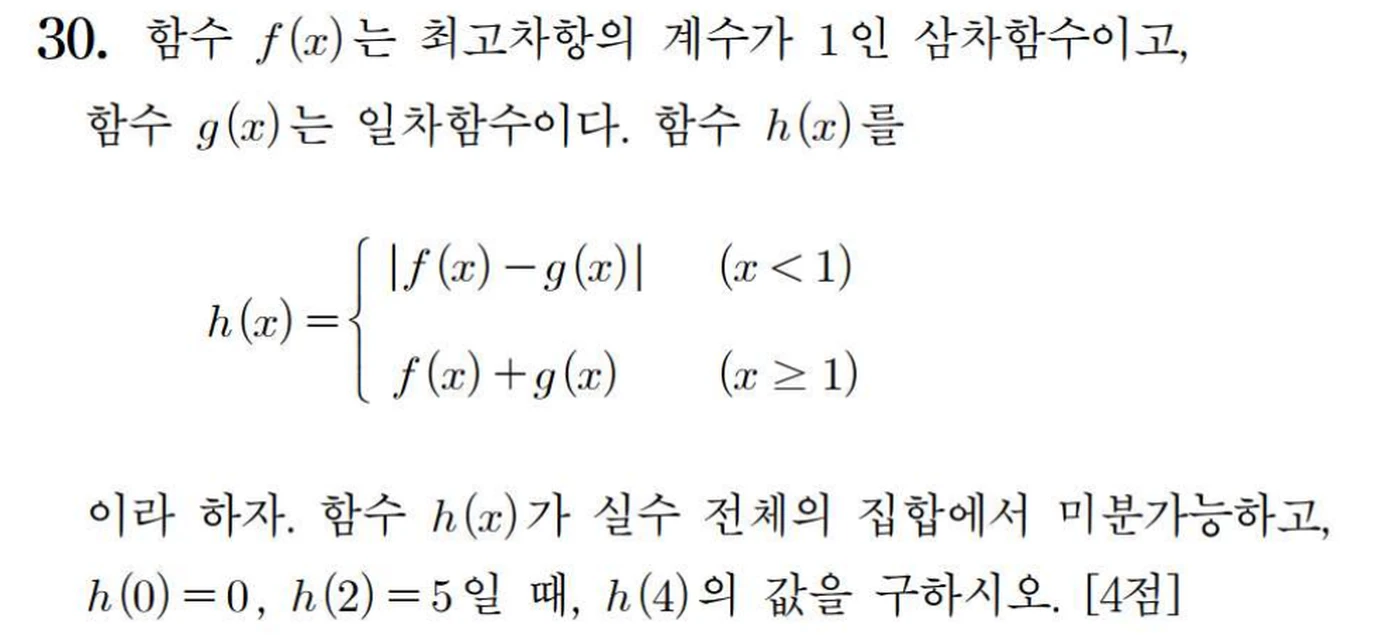 30. 함수 f(x)는 최고차항의 계수가 1인 삼차함수이고,
함수 g(x)는 일차함수이다. 함수 h(x)를
h(x) = { |f(x)-g(x)| (x < 1)
f(x)+g(x) (x ≥ 1)
이라 하자. 함수 h(x)가 실수 전체의 집합에서 미분가능하고,
h(0)=0, h(2)=5일 때, h(4)의 값을 구하시오. [4점]